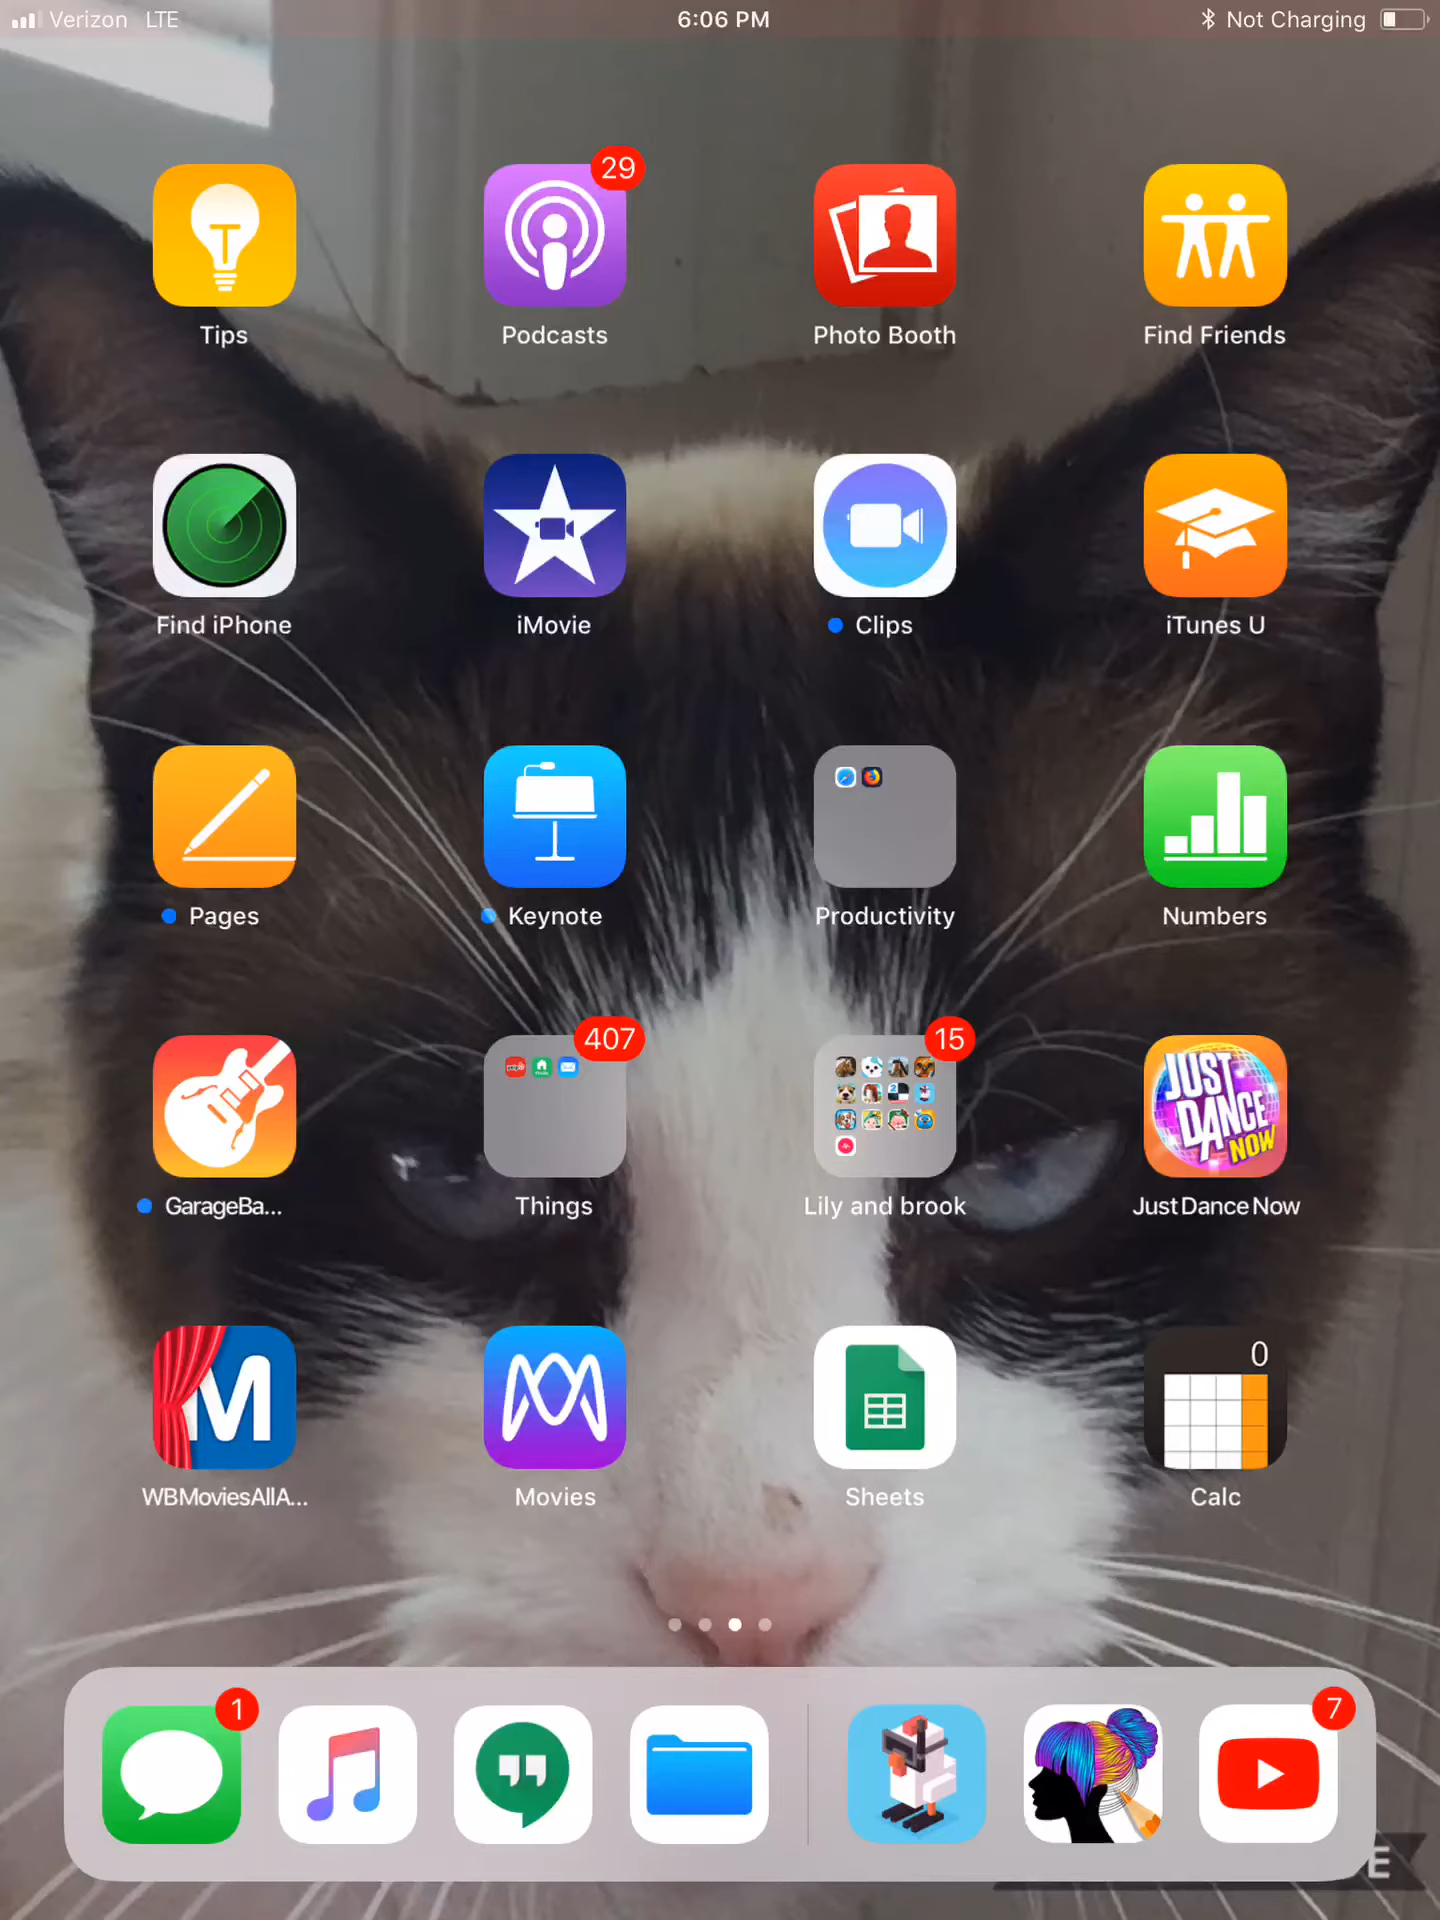 Verizon LTE 6:06 PM Not Charging
29
Tips Podcasts Photo Booth Find Friends
Find iPhone iMovie Clips iTunes U
Pages Keynote Productivity Numbers
407 15
JUST
DANCE
NOW
GarageBa... Things Lily and brook Just Dance Now
M 0
WBMoviesAllA... Movies Sheets Calc
1 7
E